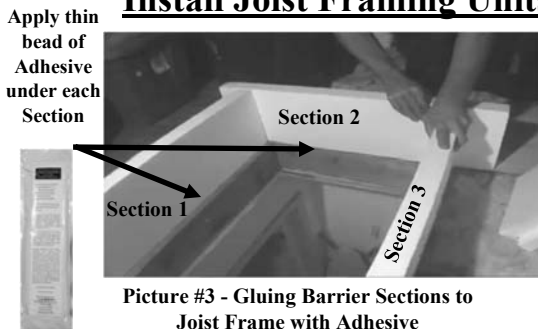 Install Joist Framing Unit
Apply thin
bead of
Adhesive
under each
Section
Section 2
Section 1
Section 3
Picture #3 - Gluing Barrier Sections to
Joist Frame with Adhesive